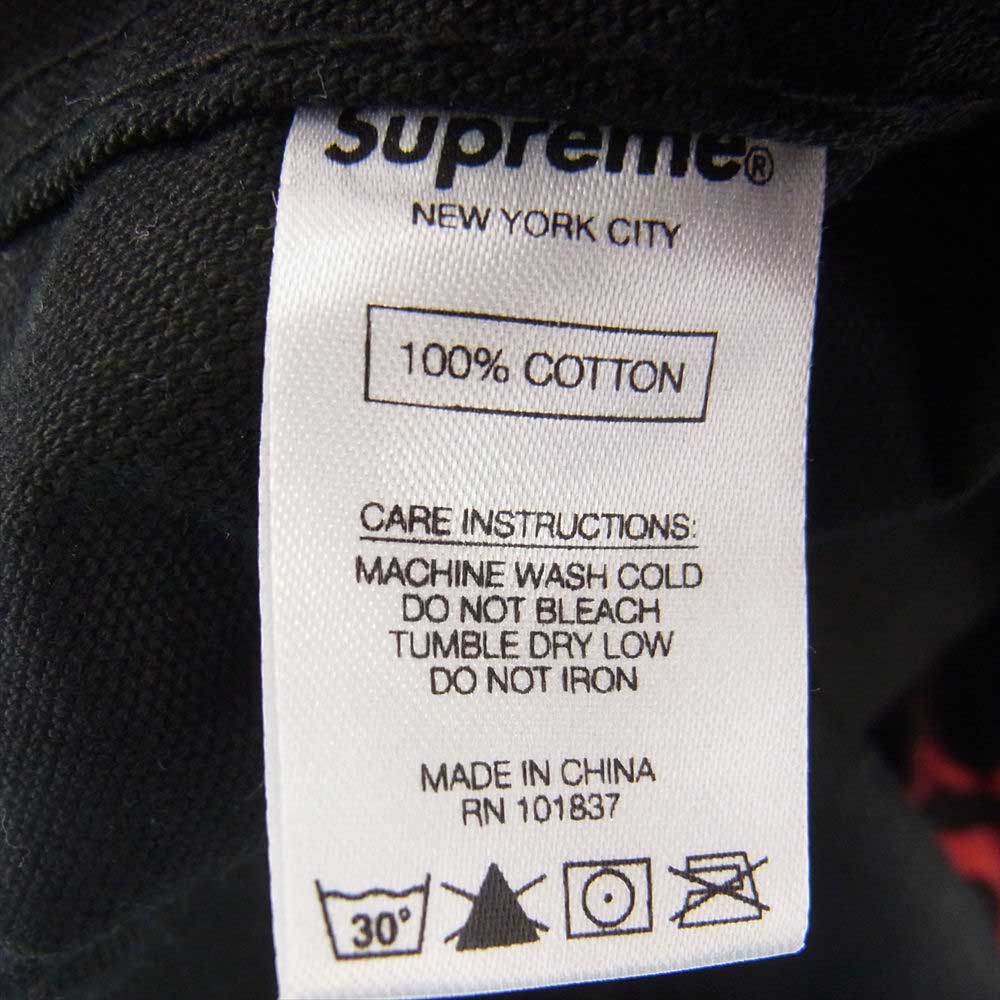 Supreme®
NEW YORK CITY
100% COTTON
CARE INSTRUCTIONS:
MACHINE WASH COLD
DO NOT BLEACH
TUMBLE DRY LOW
DO NOT IRON
MADE IN CHINA
RN 101837
30°